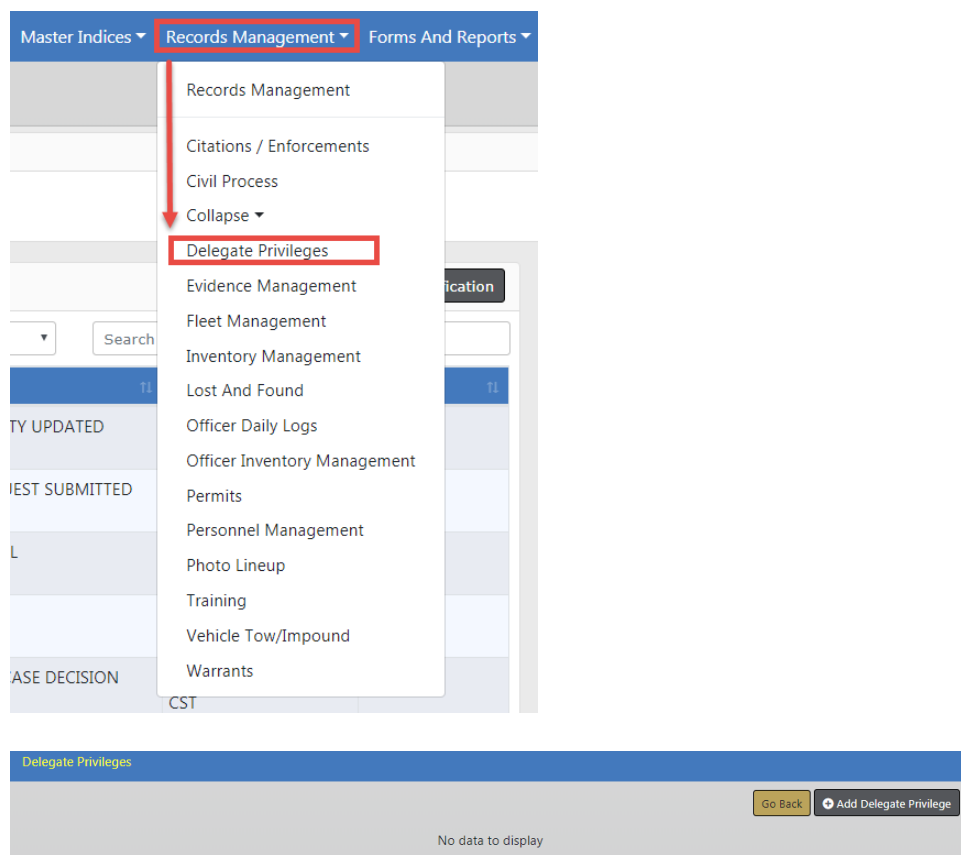 Master Indices Records Management Forms And Reports
Records Management
Citations / Enforcements
Civil Process
Collapse
Delegate Privileges
Evidence Management
ication
Fleet Management
Search
Inventory Management
Lost And Found
TY UPDATED
Officer Daily Logs
Officer Inventory Management
JEST SUBMITTED
Permits
Personnel Management
L
Photo Lineup
Training
Vehicle Tow/Impound
Warrants
CASE DECISION
CST
Delegate Privileges
Go Back Add Delegate Privilege
No data to display